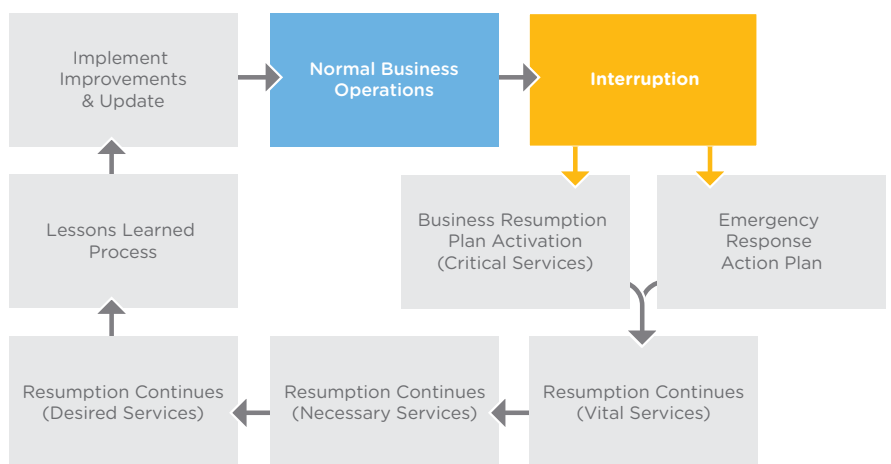 Implement
Improvements
& Update
Normal Business
Operations
Interruption
Lessons Learned
Process
Business Resumption
Plan Activation
(Critical Services)
Emergency
Response
Action Plan
Resumption Continues
(Desired Services)
Resumption Continues
(Necessary Services)
Resumption Continues
(Vital Services)